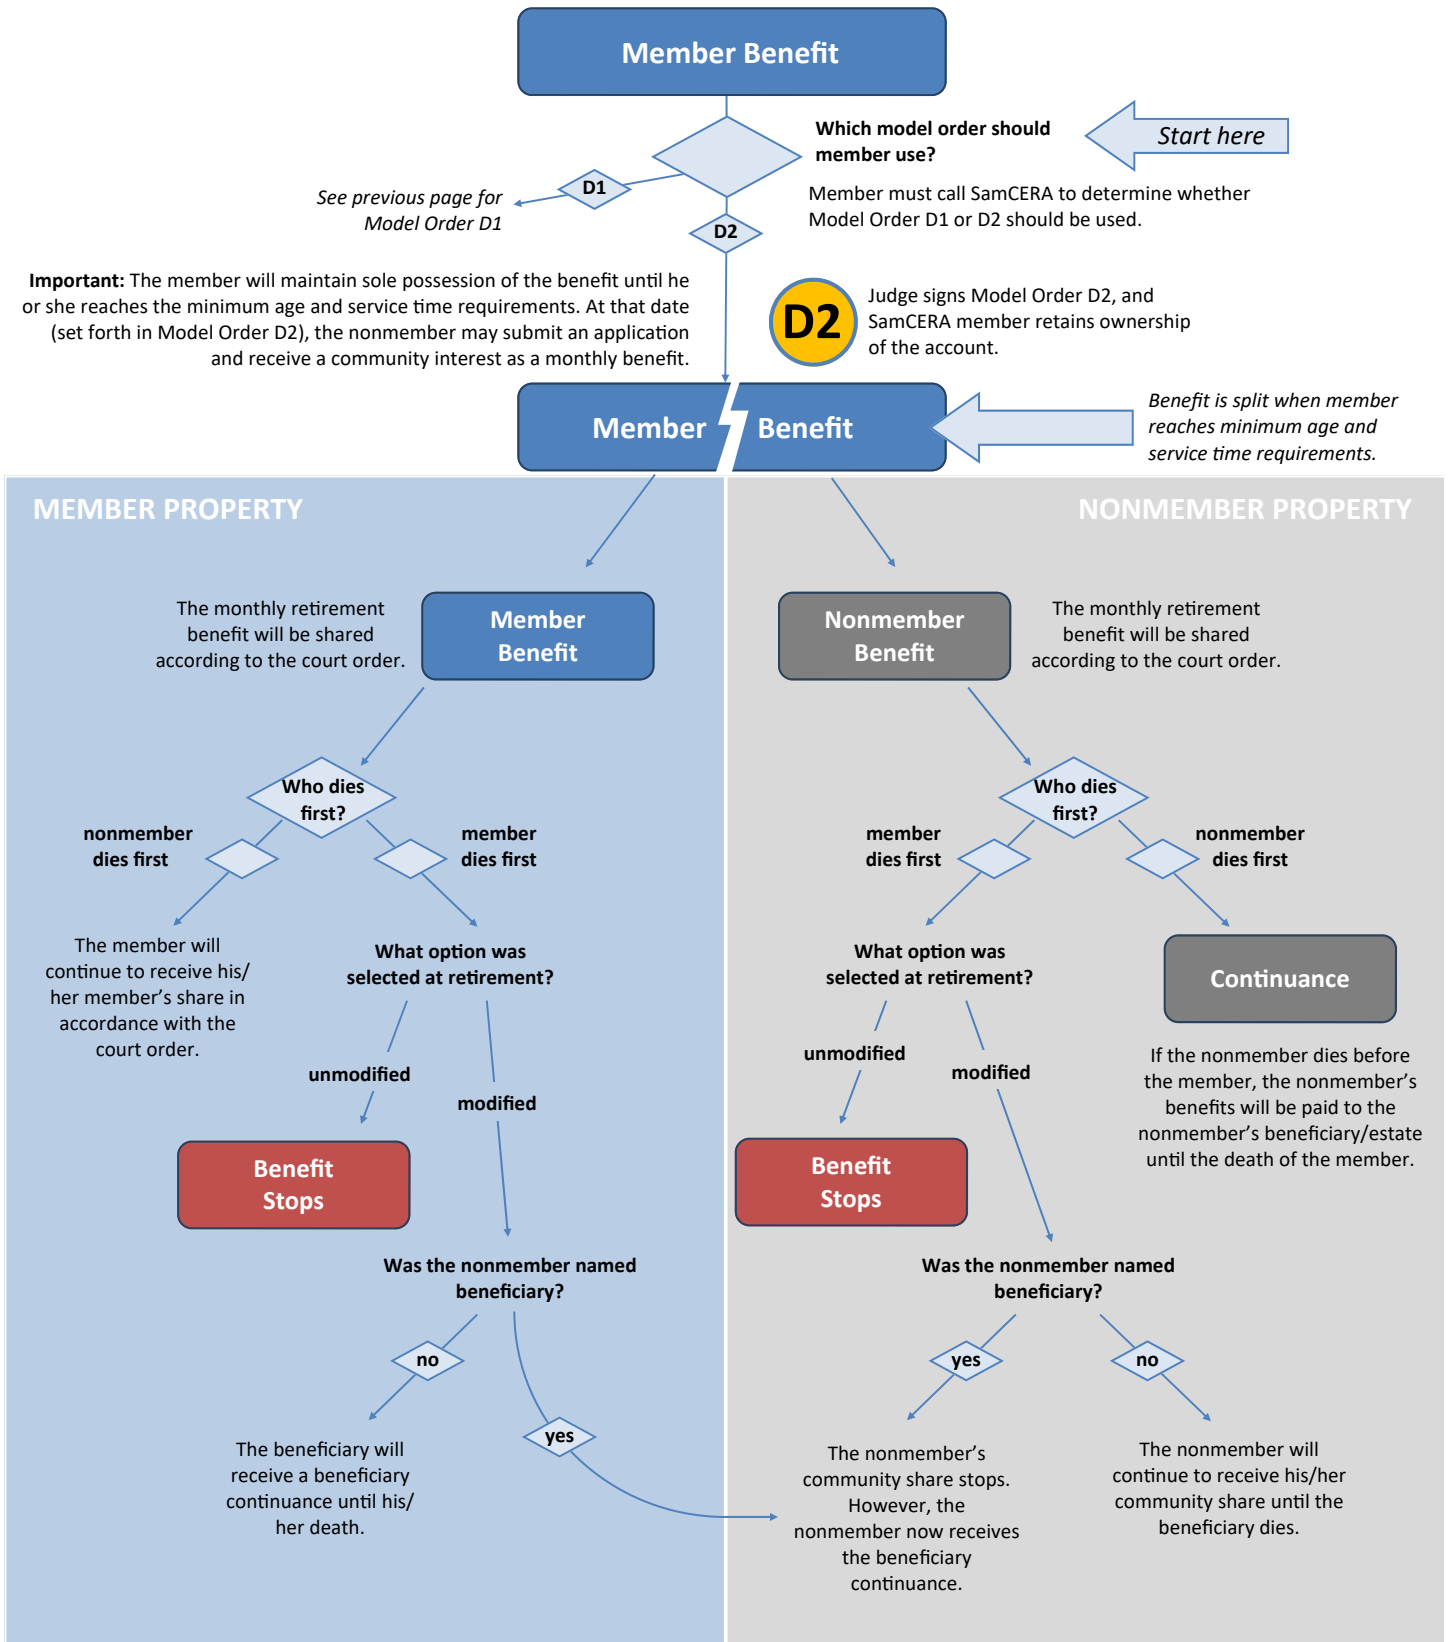 Member Benefit
Which model order should
member use?
Start here
Member must call SamCERA to determine whether
Model Order D1 or D2 should be used.
D1
See previous page for
Model Order D1
D2
Important: The member will maintain sole possession of the benefit until he
or she reaches the minimum age and service time requirements. At that date
(set forth in Model Order D2), the nonmember may submit an application
and receive a community interest as a monthly benefit.
D2
Judge signs Model Order D2, and
SamCERA member retains ownership
of the account.
Member Benefit
Benefit is split when member
reaches minimum age and
service time requirements.
MEMBER PROPERTY
The monthly retirement
benefit will be shared
according to the court order.
Member
Benefit
Who dies
first?
nonmember
dies first
member
dies first
The member will
continue to receive his/
her member’s share in
accordance with the
court order.
What option was
selected at retirement?
unmodified
modified
Benefit
Stops
Was the nonmember named
beneficiary?
no
yes
The beneficiary will
receive a beneficiary
continuance until his/
her death.
NONMEMBER PROPERTY
Nonmember
Benefit
The monthly retirement
benefit will be shared
according to the court order.
Who dies
first?
member
dies first
nonmember
dies first
What option was
selected at retirement?
Continuance
If the nonmember dies before
the member, the nonmember’s
benefits will be paid to the
nonmember’s beneficiary/estate
until the death of the member.
unmodified
modified
Benefit
Stops
Was the nonmember named
beneficiary?
yes
no
The nonmember’s
community share stops.
However, the
nonmember now receives
the beneficiary
continuance.
The nonmember will
continue to receive his/her
community share until the
beneficiary dies.